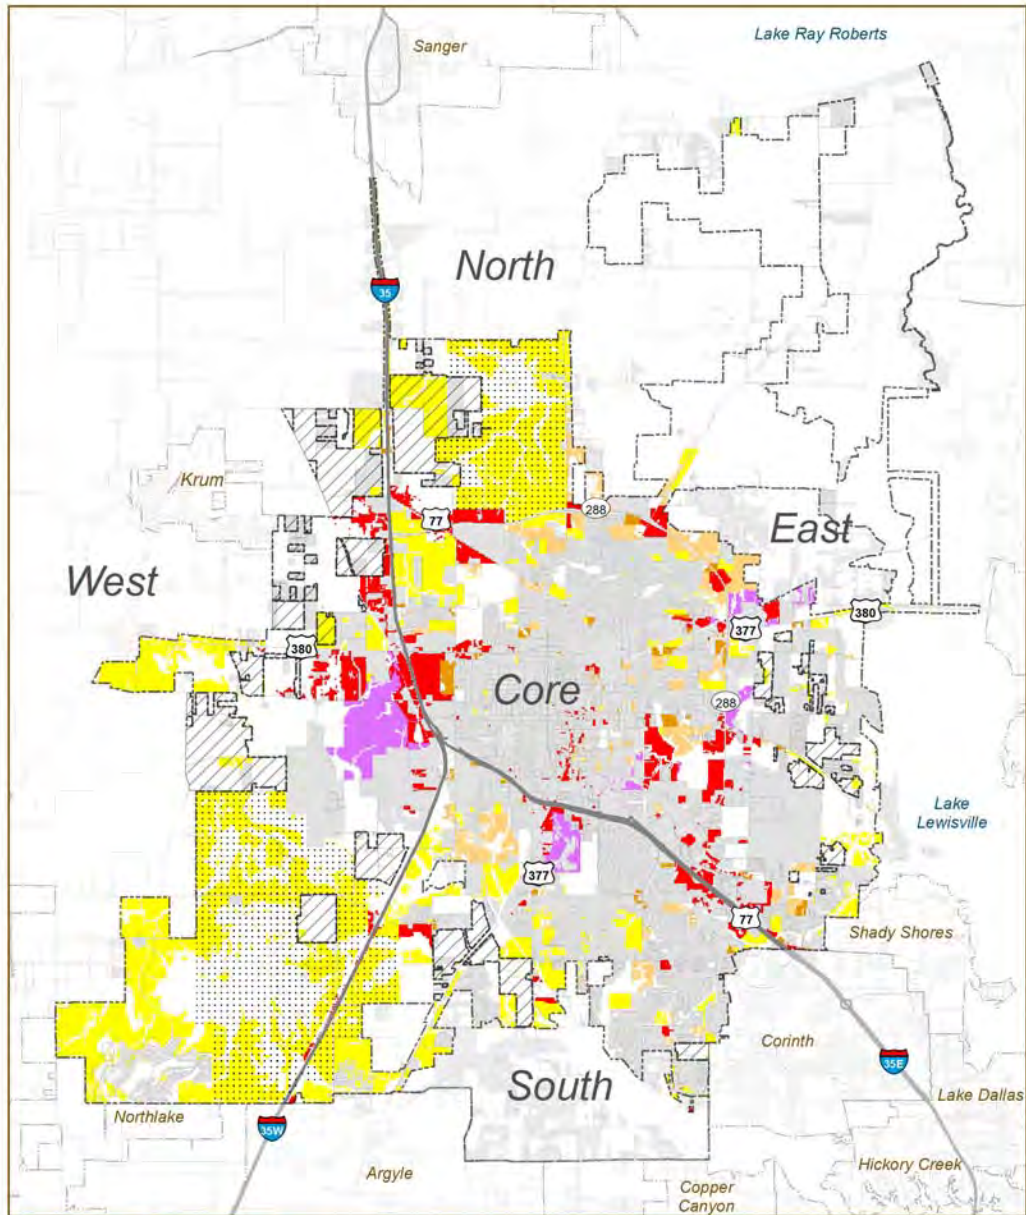 Sanger
Lake Ray Roberts
North
35
Krum
77
288
East
West
380
377
380
Core
288
Lake
Lewisville
377
77
Shady Shores
Corinth
35E
South
Lake Dallas
Northlake
35W
Argyle
Hickory Creek
Copper
Canyon